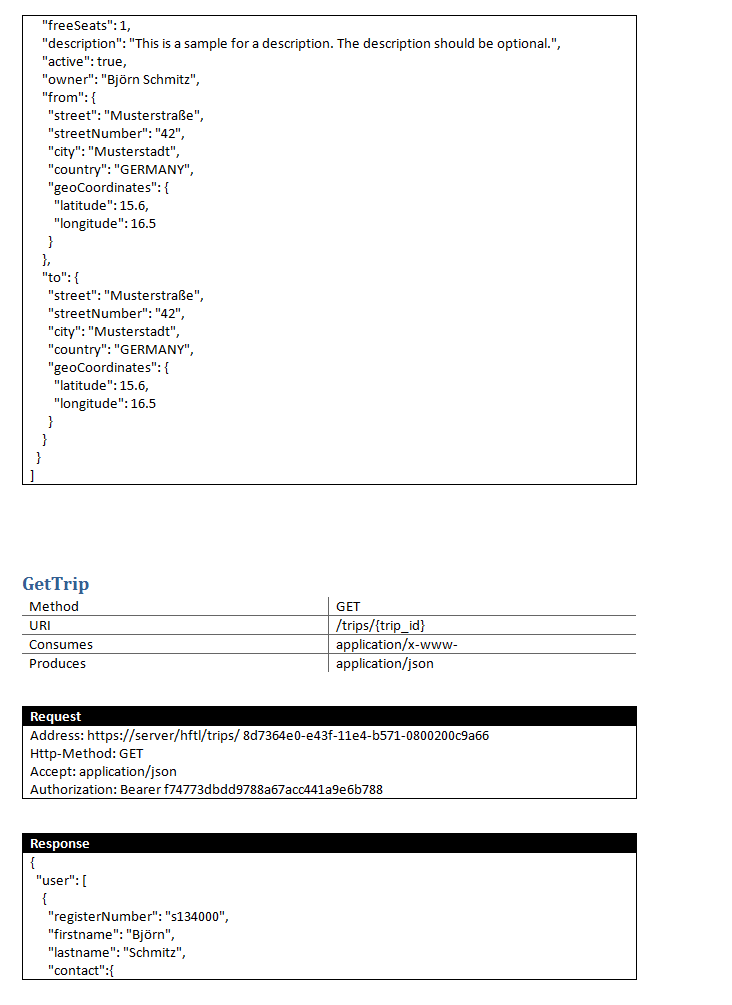 "freeSeats": 1,
"description": "This is a sample for a description. The description should be optional.",
"active": true,
"owner": "Björn Schmitz",
"from": {
"street": "Musterstraße",
"streetNumber": "42",
"city": "Musterstadt",
"country": "GERMANY",
"geoCoordinates": {
"latitude": 15.6,
"longitude": 16.5
}
},
"to": {
"street": "Musterstraße",
"streetNumber": "42",
"city": "Musterstadt",
"country": "GERMANY",
"geoCoordinates": {
"latitude": 15.6,
"longitude": 16.5
}
}
}
]
GetTrip
Method GET
URI /trips/{trip_id}
Consumes application/x-www-
Produces application/json
Request
Address: https://server/hftl/trips/ 8d7364e0-e43f-11e4-b571-0800200c9a66
Http-Method: GET
Accept: application/json
Authorization: Bearer f74773dbdd9788a67acc441a9e6b788
Response
{
"user": [
{
"registerNumber": "s134000",
"firstname": "Björn",
"lastname": "Schmitz",
"contact":{